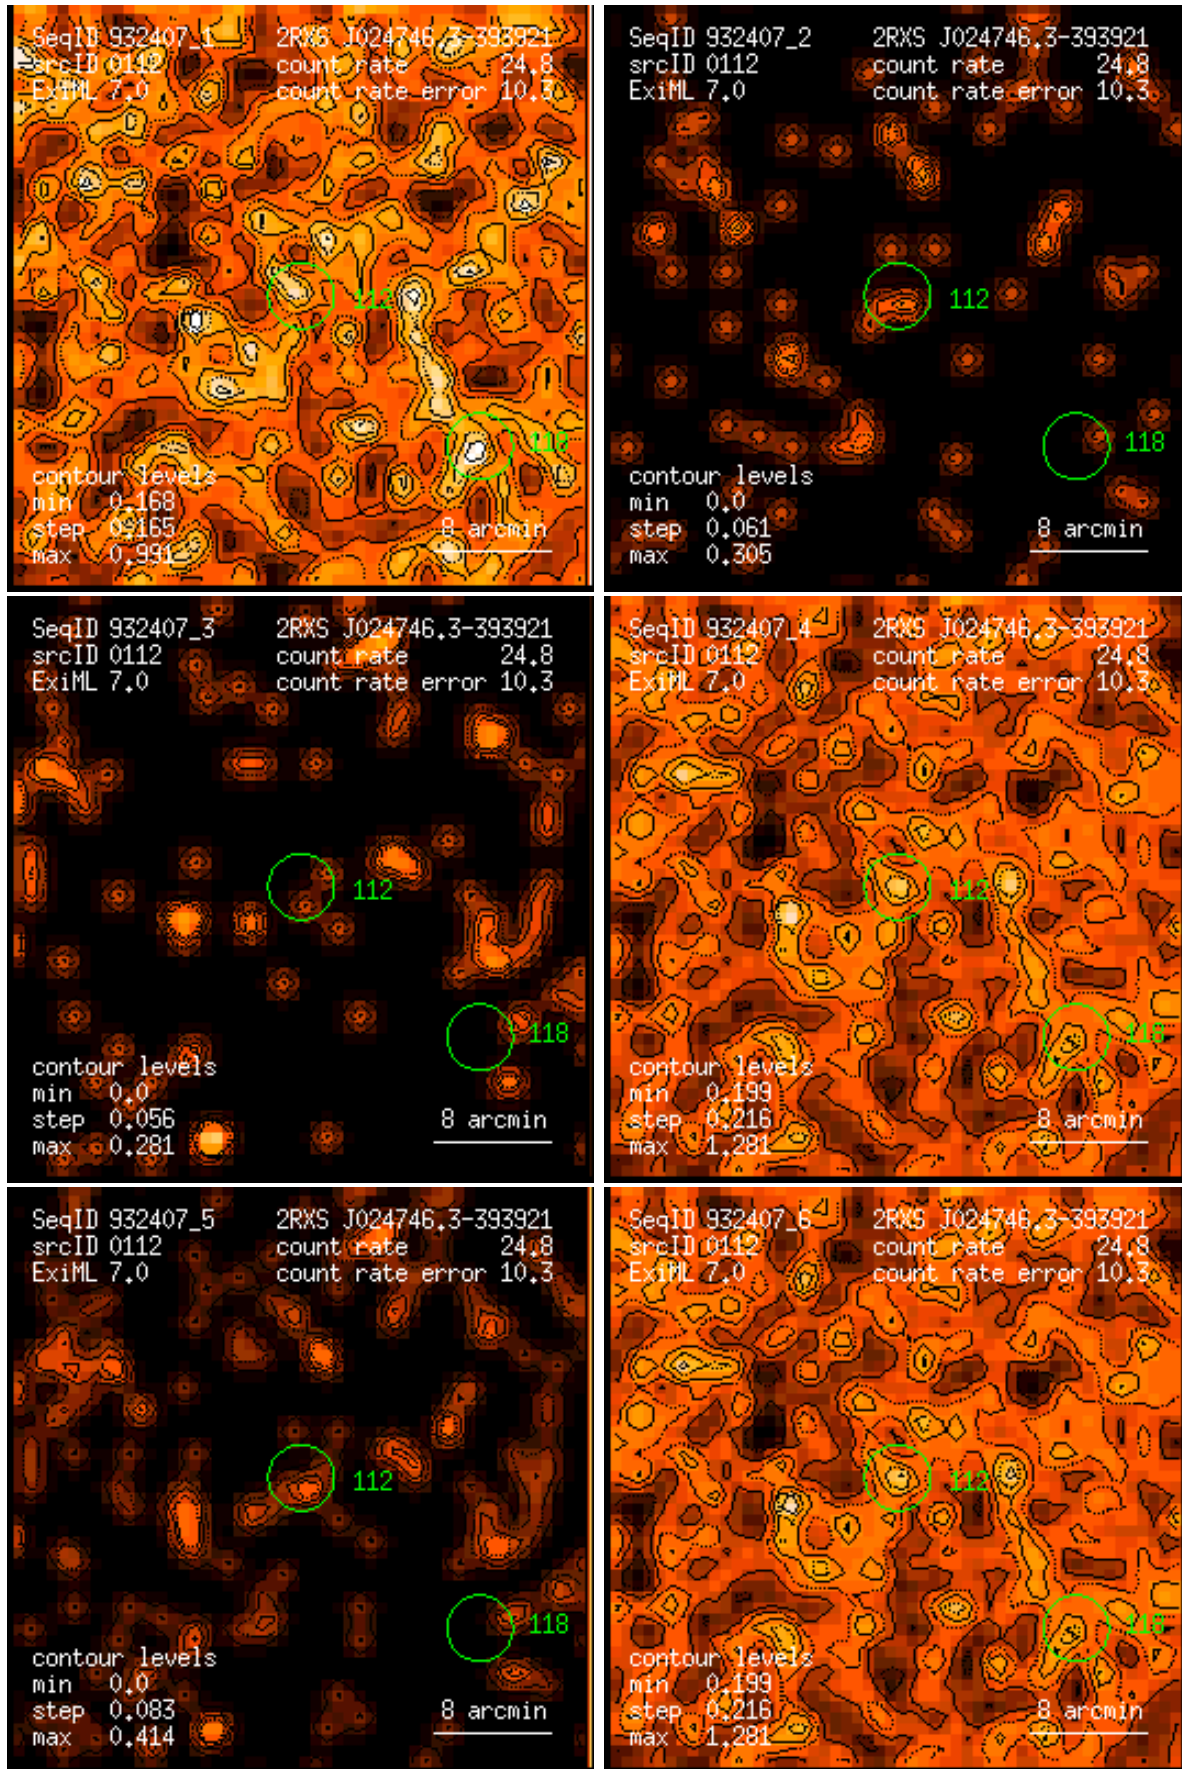 SeqID 932407_1 2RXS J024746.3-393921
srcID 0112 count rate 24.8
ExiML 7.0 count rate error 10.3
112
118
contour levels
min 0.168
step 0.165
max 0.991
8 arcmin
SeqID 932407_2 2RXS J024746.3-393921
srcID 0112 count rate 24.8
ExiML 7.0 count rate error 10.3
112
118
contour levels
min 0.0
step 0.061
max 0.305
8 arcmin
SeqID 932407_3 2RXS J024746.3-393921
srcID 0112 count rate 24.8
ExiML 7.0 count rate error 10.3
112
118
contour levels
min 0.0
step 0.056
max 0.281
8 arcmin
SeqID 932407_4 2RXS J024746.3-393921
srcID 0112 count rate 24.8
ExiML 7.0 count rate error 10.3
112
118
contour levels
min 0.199
step 0.216
max 1.281
8 arcmin
SeqID 932407_5 2RXS J024746.3-393921
srcID 0112 count rate 24.8
ExiML 7.0 count rate error 10.3
112
118
contour levels
min 0.0
step 0.083
max 0.414
8 arcmin
SeqID 932407_6 2RXS J024746.3-393921
srcID 0112 count rate 24.8
ExiML 7.0 count rate error 10.3
112
118
contour levels
min 0.199
step 0.216
max 1.281
8 arcmin